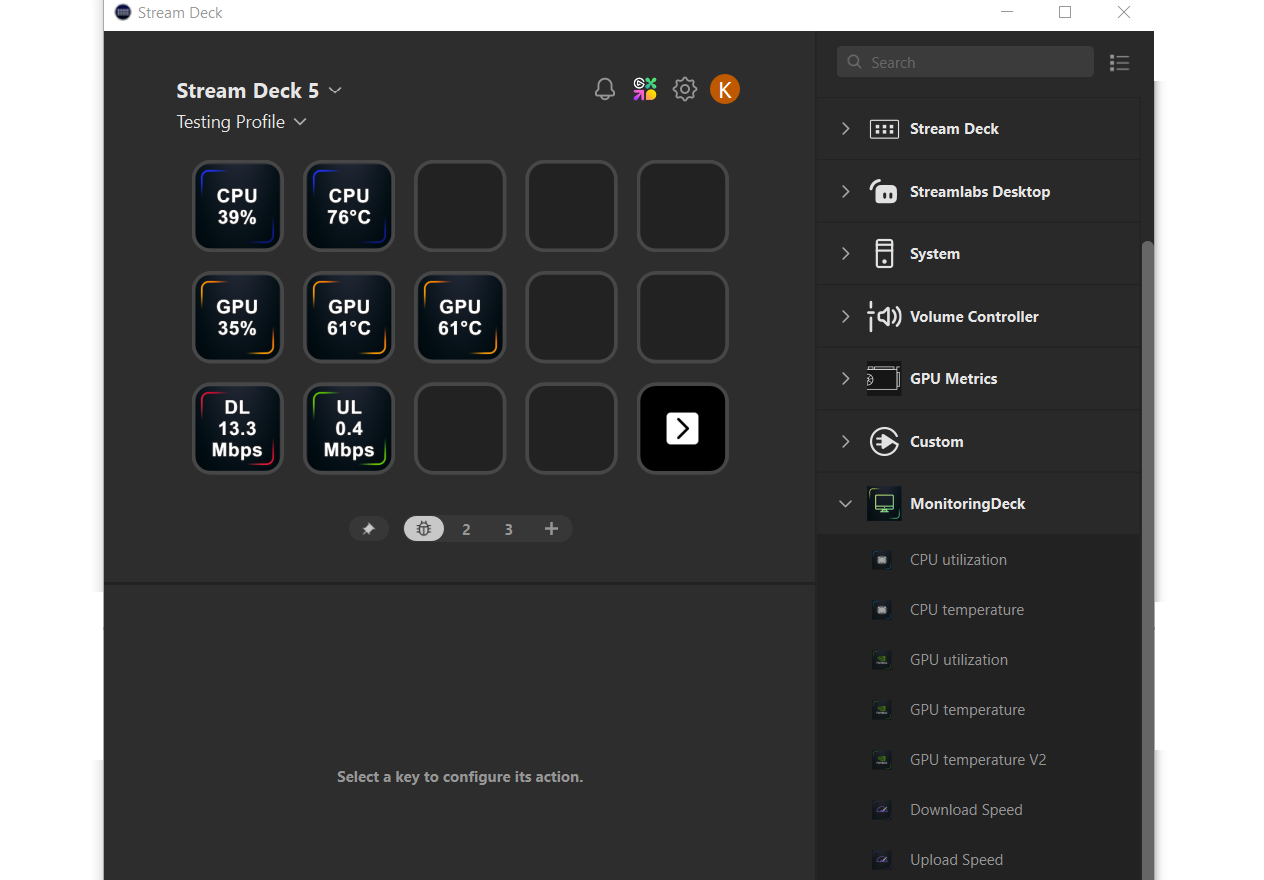 Stream Deck
Search
Stream Deck 5
K
Testing Profile
CPU
39%
CPU
76°C
GPU
35%
GPU
61°C
GPU
61°C
DL
13.3
Mbps
UL
0.4
Mbps
2
3
Select a key to configure its action.
Stream Deck
Streamlabs Desktop
System
Volume Controller
GPU Metrics
Custom
MonitoringDeck
CPU utilization
CPU temperature
GPU utilization
GPU temperature
GPU temperature V2
Download Speed
Upload Speed